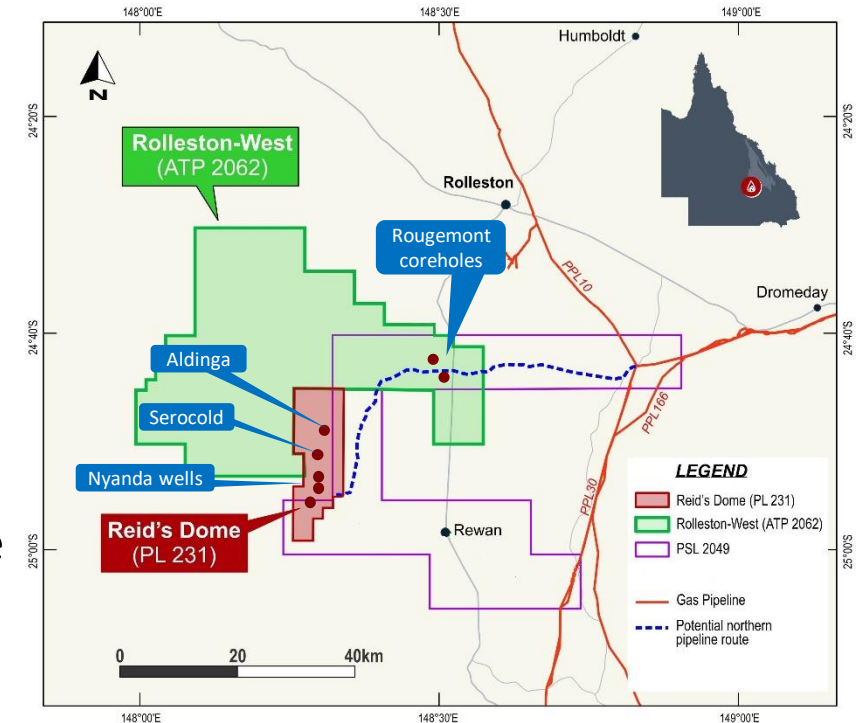 148°00'E
148°30'E
149°00'E
Humboldt
N
24°20'S
24°20'S
Rolleston-West
(ATP 2062)
Rolleston
Rougemont
coreholes
PPL10
Dromeday
24°40'S
24°40'S
Aldinga
Serocold
PPL166
Nyanda wells
LEGEND
Reid's Dome (PL 231)
Rolleston-West (ATP 2062)
PSL 2049
Gas Pipeline
Potential northern
pipeline route
PPL30
Reid's Dome
(PL 231)
Rewan
25°00'S
25°00'S
e
0 20 40km
148°00'E
148°30'E
149°00'E